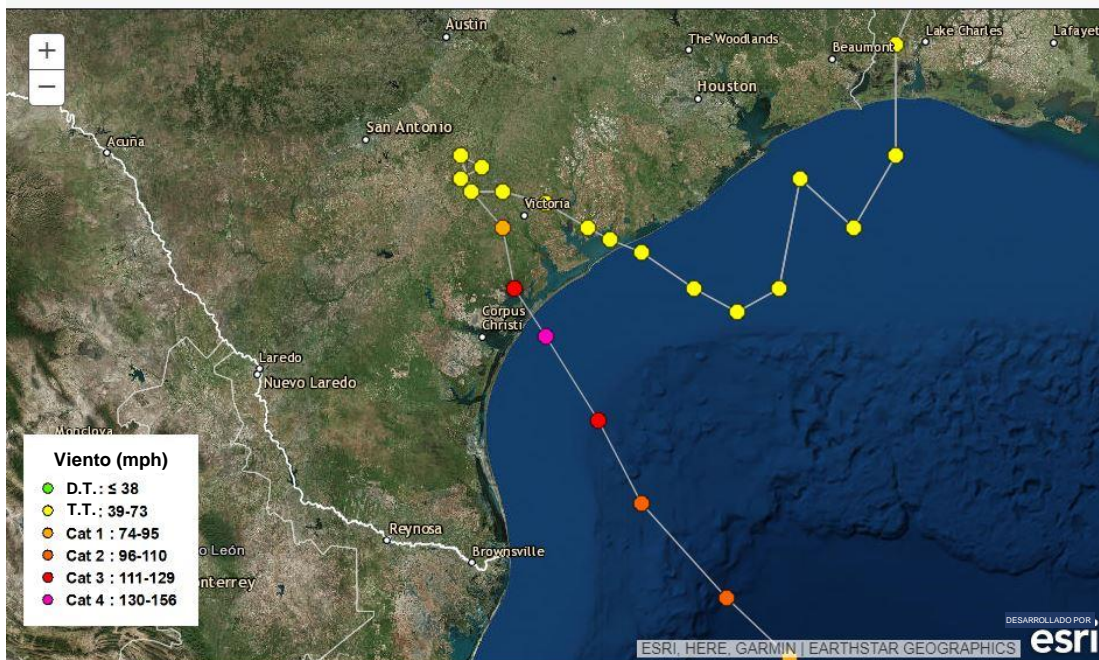 Austin
The Woodlands
Lake Charles
Lafayet
Beaumont
Houston
San Antonio
Acuña
Victoria
Corpus
Christi
Laredo
Nuevo Laredo
Monclova
Viento (mph)
D.T. : ≤ 38
T.T. : 39-73
Cat 1 : 74-95
Cat 2 : 96-110
Cat 3 : 111-129
Cat 4 : 130-156
Reynosa
Brownsville
o León
onterrey
DESARROLLADO POR
esri
ESRI, HERE, GARMIN | EARTHSTAR GEOGRAPHICS